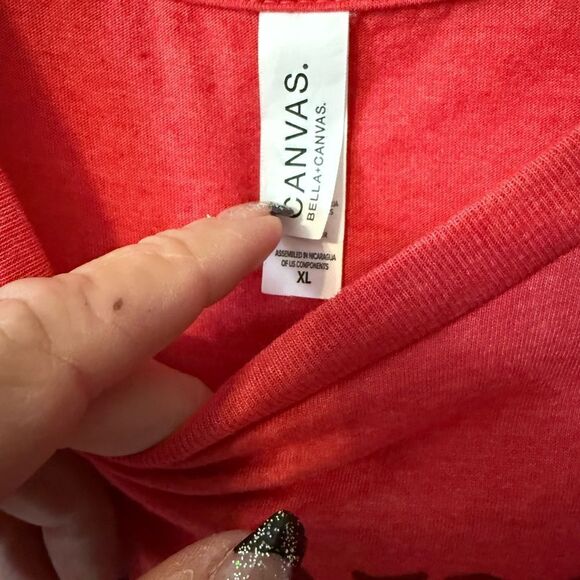 CANVAS.
BELLA+CANVAS.
ASSEMBLED IN NICARAGUA
OF US COMPONENTS
XL